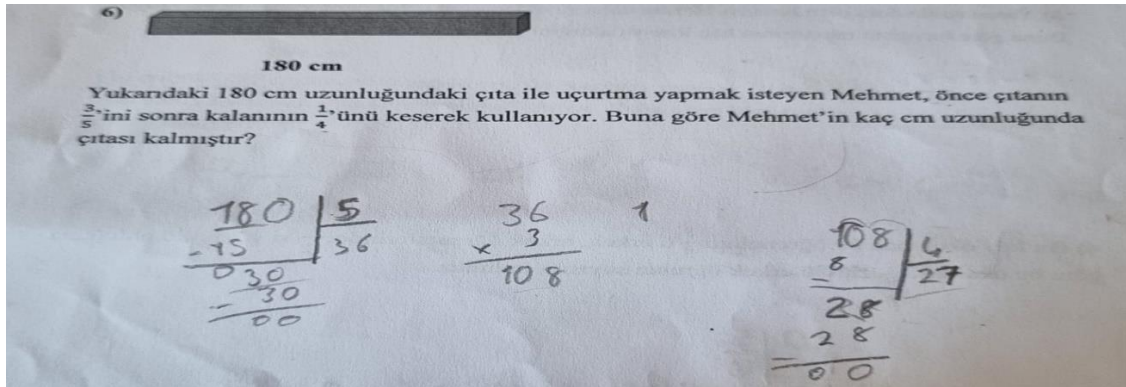 6)
180 cm
Yukarıdaki 180 cm uzunluğundaki çıta ile uçurtma yapmak isteyen Mehmet, önce çıtanın
3/5'ini sonra kalanının 1/4'ünü keserek kullanıyor. Buna göre Mehmet'in kaç cm uzunluğunda
çıtası kalmıştır?
180 | 5
- 15 36
030
- 30
00
36 1
x 3
108
108 | 4
- 8 27
28
28
- 00